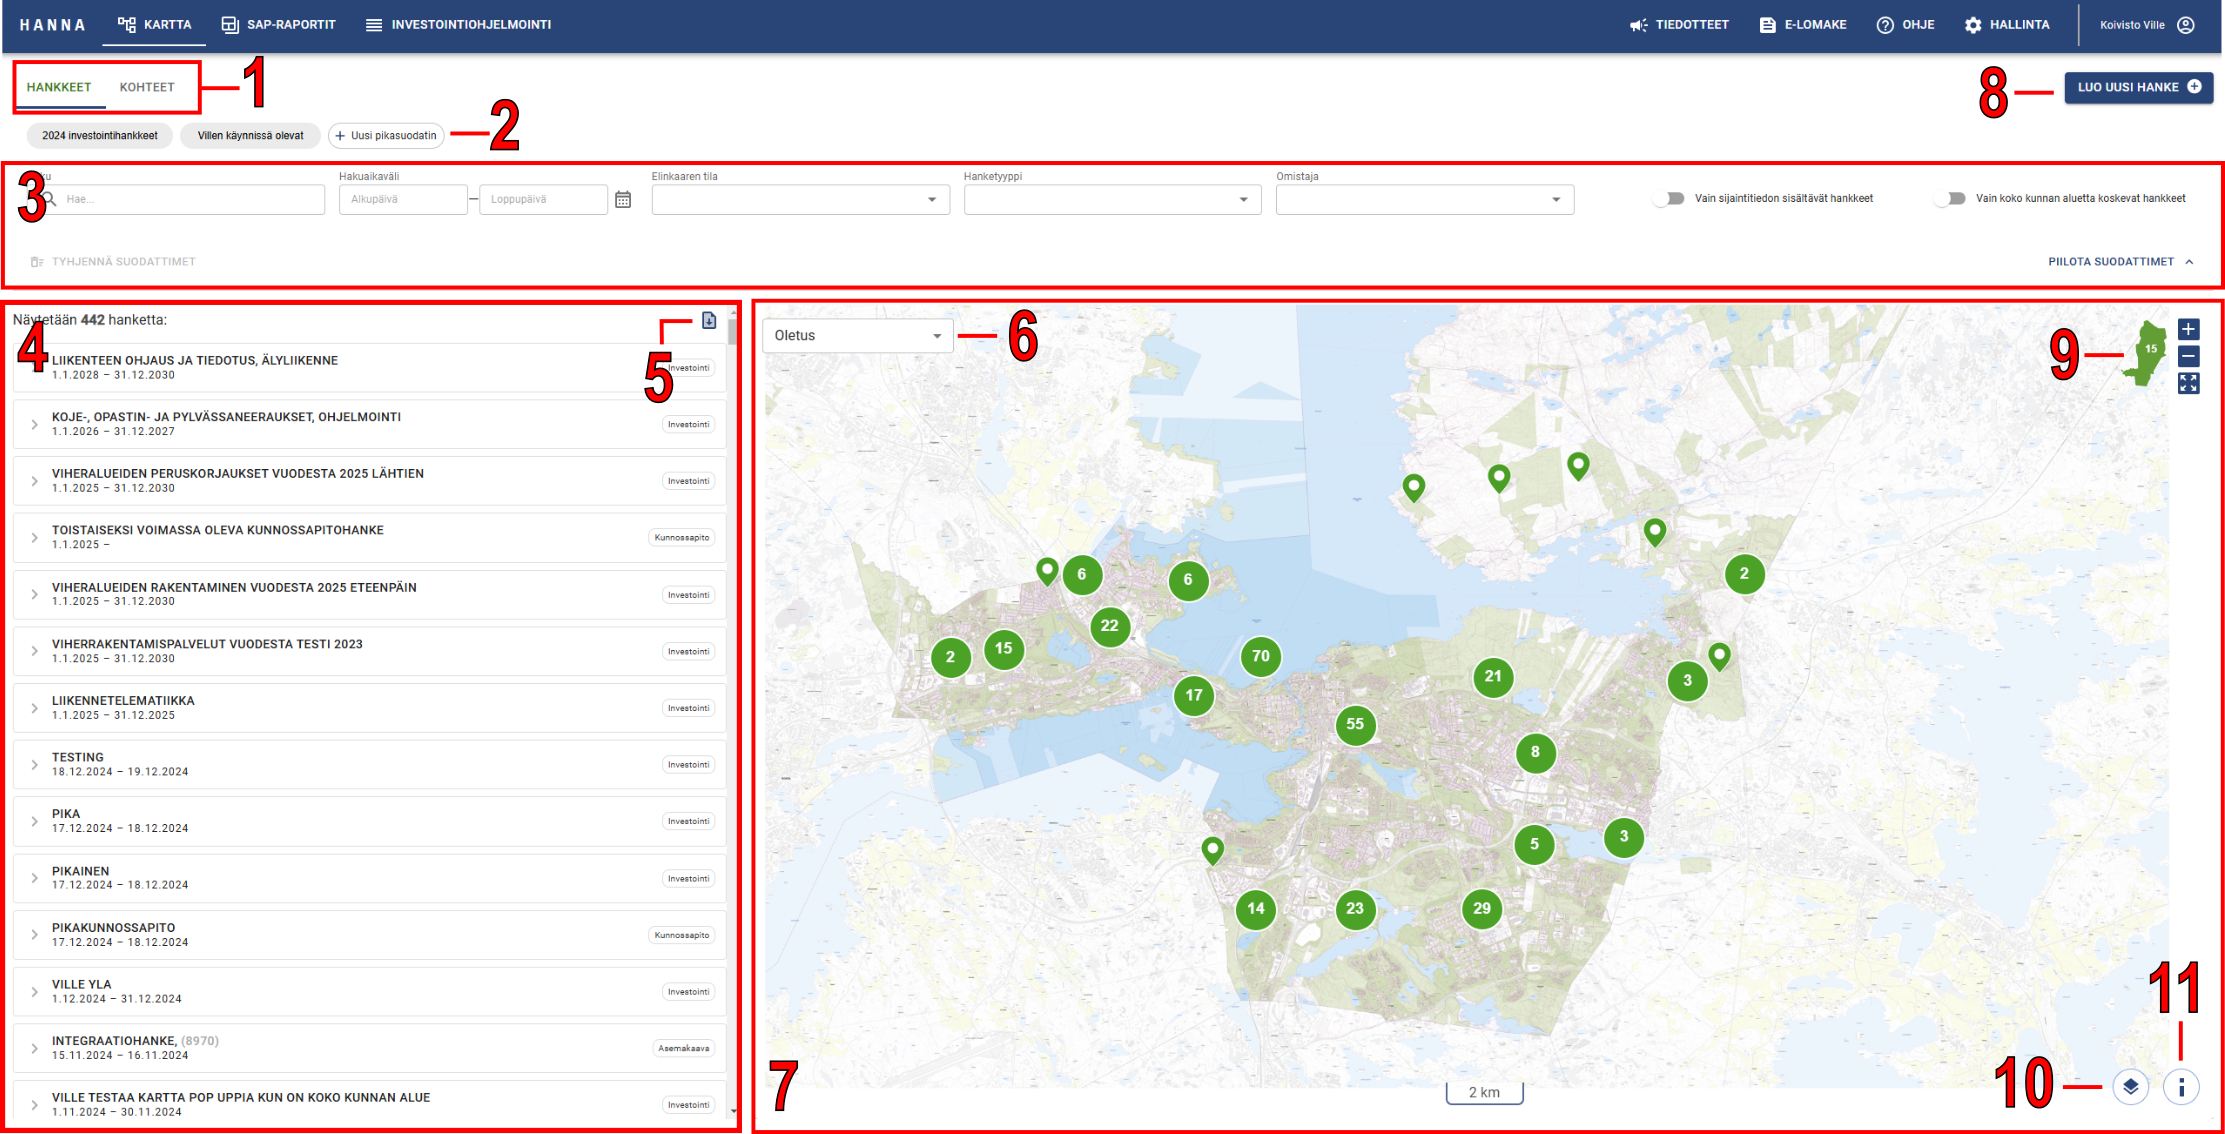 HANNA
KARTTA
SAP-RAPORTIT
INVESTOINTIOHJELMOINTI
TIEDOTTEET
E-LOMAKE
OHJE
HALLINTA
Koivisto Ville
HANKKEET
KOHTEET
1
8
LUO UUSI HANKE
2024 investointihankkeet
Villen käynnissä olevat
+ Uusi pikasuodatin
2
3
Hakuaikaväli
Elinkaaren tila
Hanketyyppi
Omistaja
Hae...
Alkupäivä
–
Loppupäivä
Vain sijaintitiedon sisältävät hankkeet
Vain koko kunnan aluetta koskevat hankkeet
TYHJENNÄ SUODATTIMET
PIILOTA SUODATTIMET
Näytetään 442 hanketta:
4
5
LIIKENTEEN OHJAUS JA TIEDOTUS, ÄLYLIIKENNE
1.1.2028 – 31.12.2030
Investointi
KOJE-, OPASTIN- JA PYLVÄSSANEERAUKSET, OHJELMOINTI
1.1.2026 – 31.12.2027
Investointi
VIHERALUEIDEN PERUSKORJAUKSET VUODESTA 2025 LÄHTIEN
1.1.2025 – 31.12.2030
Investointi
TOISTAISEKSI VOIMASSA OLEVA KUNNOSSAPITOHANKE
1.1.2025 –
Kunnossapito
VIHERALUEIDEN RAKENTAMINEN VUODESTA 2025 ETEENPÄIN
1.1.2025 – 31.12.2030
Investointi
VIHERRAKENTAMISPALVELUT VUODESTA TESTI 2023
1.1.2025 – 31.12.2030
Investointi
LIIKENNETELEMATIIKKA
1.1.2025 – 31.12.2025
Investointi
TESTING
18.12.2024 – 19.12.2024
Investointi
PIKA
17.12.2024 – 18.12.2024
Investointi
PIKAINEN
17.12.2024 – 18.12.2024
Investointi
PIKAKUNNOSSAPITO
17.12.2024 – 18.12.2024
Kunnossapito
VILLE YLA
1.12.2024 – 31.12.2024
Investointi
INTEGRAATIOHANKE, (8970)
15.11.2024 – 16.11.2024
Asemakaava
VILLE TESTAA KARTTA POP UPPIA KUN ON KOKO KUNNAN ALUE
1.11.2024 – 30.11.2024
Investointi
Oletus
6
9
15
+
−
6
6
2
22
2
15
70
21
3
17
55
8
5
3
14
23
29
7
2 km
10
11
i